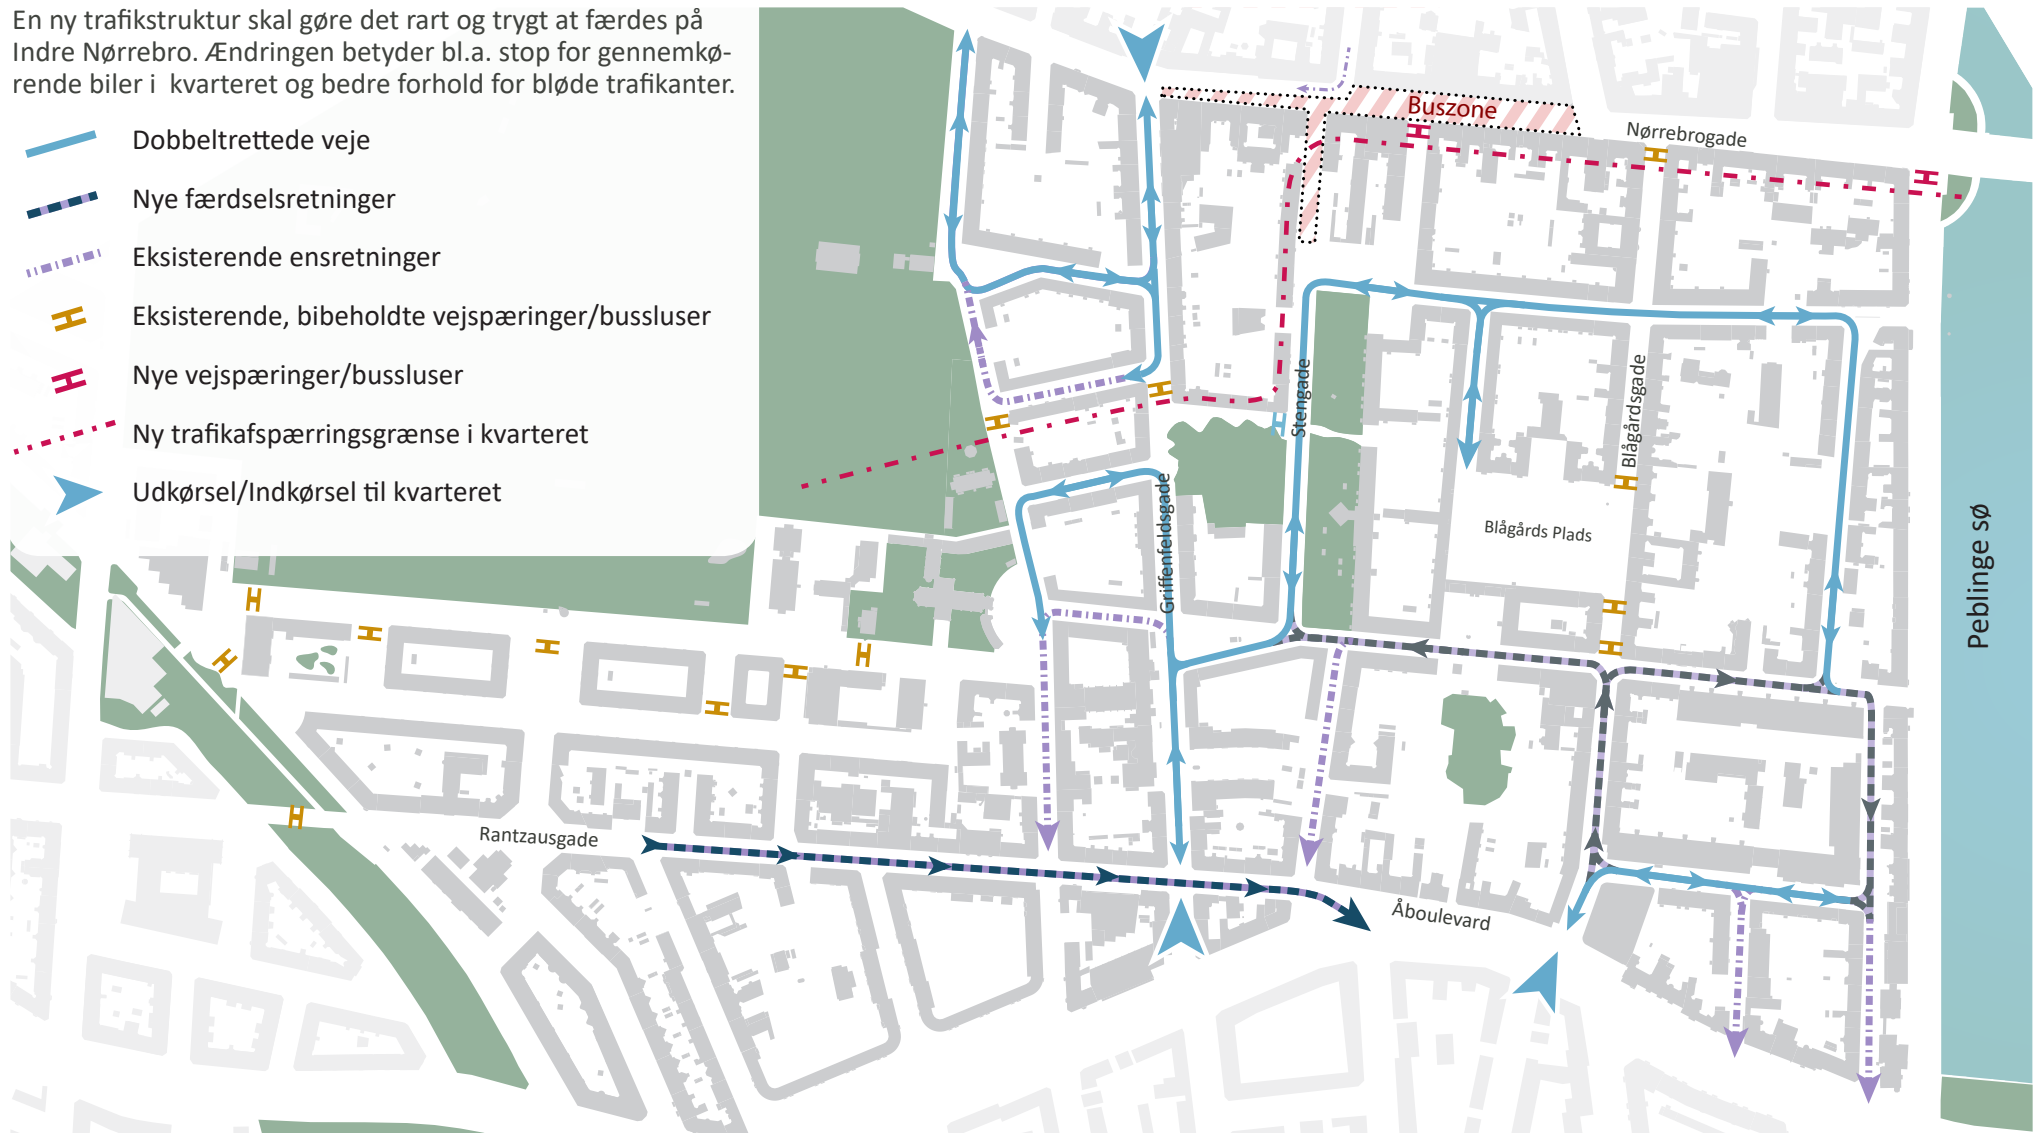 En ny trafikstruktur skal gøre det rart og trygt at færdes på
Indre Nørrebro. Ændringen betyder bl.a. stop for gennemkø-
rende biler i kvarteret og bedre forhold for bløde trafikanter.
Dobbeltrettede veje
Nye færdselsretninger
Eksisterende ensretninger
Eksisterende, bibeholdte vejspæringer/bussluser
Nye vejspæringer/bussluser
Ny trafikafspærringsgrænse i kvarteret
Udkørsel/Indkørsel til kvarteret
Buszone
Nørrebrogade
Stengade
Blågårdsgade
Griffenfeldsgade
Blågårds Plads
Peblinge sø
Rantzausgade
Åboulevard